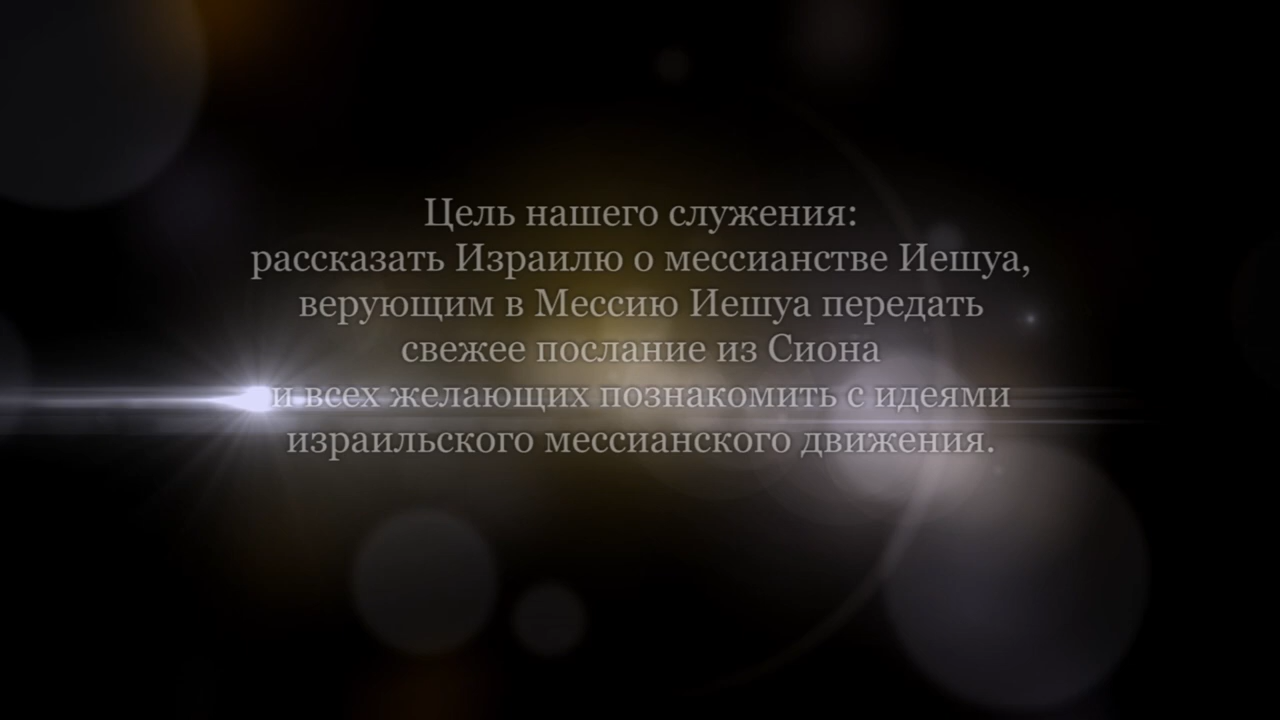 Цель нашего служения:
рассказать Израилю о мессианстве Иешуа,
верующим в Мессию Иешуа передать
свежее послание из Сиона
и всех желающих познакомить с идеями
израильского мессианского движения.